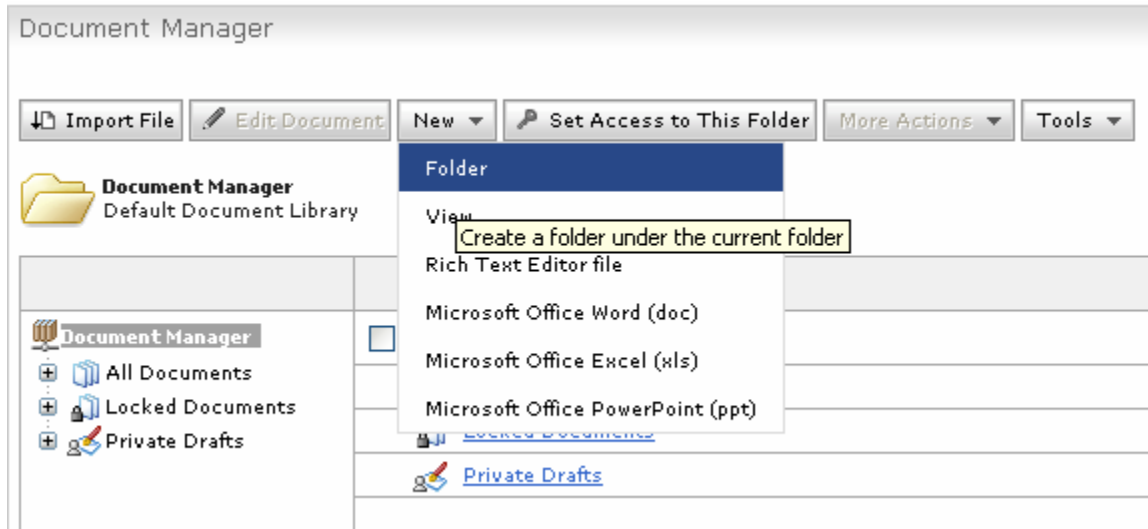 Document Manager
Import File Edit Document New Set Access to This Folder More Actions Tools
Folder
Document Manager
Default Document Library
View
Create a folder under the current folder
Rich Text Editor file
Microsoft Office Word (doc)
Document Manager
Microsoft Office Excel (xls)
All Documents
Microsoft Office PowerPoint (ppt)
Locked Documents
Locked Documents
Private Drafts
Private Drafts